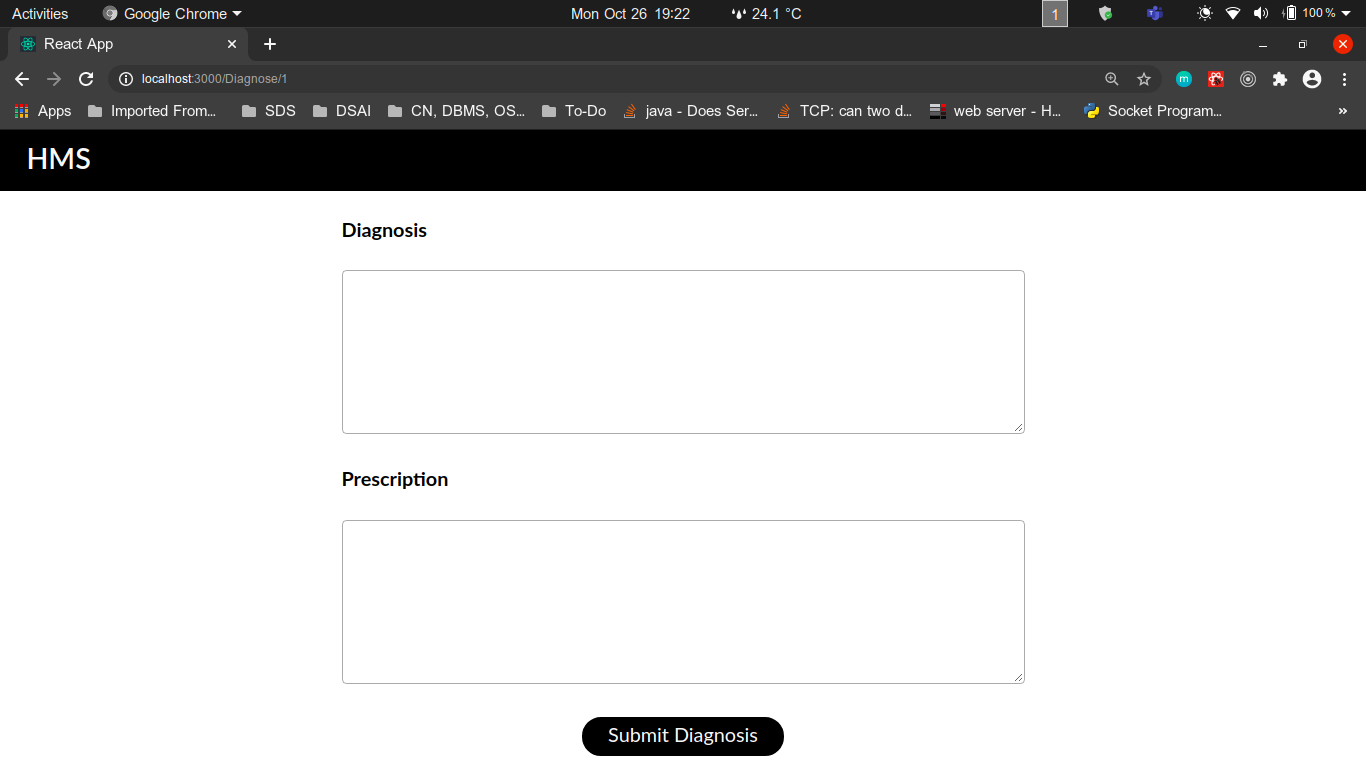 Activities Google Chrome Mon Oct 26 19:22 24.1 °C 1 100 %
React App
localhost:3000/Diagnose/1
Apps Imported From... SDS DSAI CN, DBMS, OS... To-Do java - Does Ser... TCP: can two d... web server - H... Socket Program... »
HMS
Diagnosis
Prescription
Submit Diagnosis